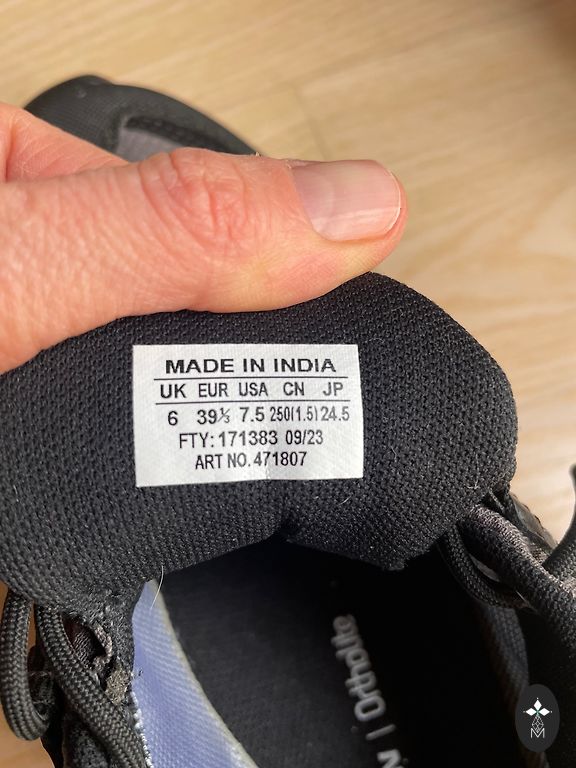 MADE IN INDIA
UK EUR USA CN JP
6 39⅓ 7.5 250(1.5) 24.5
FTY: 171383 09/23
ART NO. 471807
| Ortholite